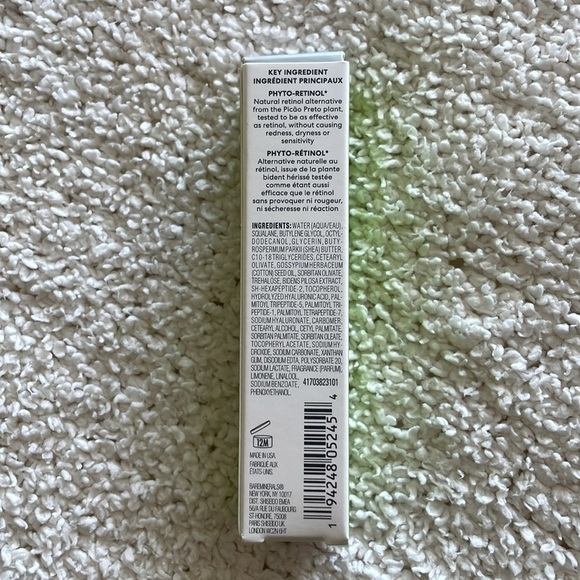 KEY INGREDIENT
INGRÉDIENT PRINCIPAUX
PHYTO-RETINOL*
Natural retinol alternative
from the Picão Preto plant,
tested to be as effective
as retinol, without causing
redness, dryness or
sensitivity
PHYTO-RÉTINOL*
Alternative naturelle au
rétinol, issue de la plante
bident hérissé testée
comme étant aussi
efficace que le rétinol
sans provoquer ni rougeur,
ni sécheresse ni réaction
INGREDIENTS: WATER (AQUA/EAU),
SQUALANE, BUTYLENE GLYCOL, OCTYL-
DODECANOL, GLYCERIN, BUTY-
ROSPERMUM PARKII (SHEA) BUTTER,
C10-18 TRIGLYCERIDES, CETEARYL
OLIVATE, GOSSYPIUM HERBACEUM
(COTTON) SEED OIL, SORBITAN OLIVATE,
TREHALOSE, BIDENS PILOSA EXTRACT,
SH-HEXAPEPTIDE-2, TOCOPHEROL,
HYDROLYZED HYALURONIC ACID, PAL-
MITOYL TRIPEPTIDE-5, PALMITOYL TRI-
PEPTIDE-1, PALMITOYL TETRAPEPTIDE-7,
SODIUM HYALURONATE, CARBOMER,
CETEARYL ALCOHOL, CETYL PALMITATE,
SORBITAN PALMITATE, SORBITAN OLEATE,
TOCOPHERYL ACETATE, SODIUM HY-
DROXIDE, SODIUM CARBONATE, XANTHAN
GUM, DISODIUM EDTA, POLYSORBATE 20,
SODIUM LACTATE, FRAGRANCE (PARFUM),
LIMONENE, LINALOOL,
SODIUM BENZOATE, 41703823101
PHENOXYETHANOL.
12M
MADE IN USA
FABRIQUÉ AUX
ÉTATS-UNIS.
BAREMINERALS®
NEW YORK, NY, 10017
DIST. SHISEIDO EMEA
56/A RUE DU FAUBOURG
ST-HONORE, 75008
PARIS SHISEIDO UK
LONDON WC2N 6HT
1 94248 05245 4